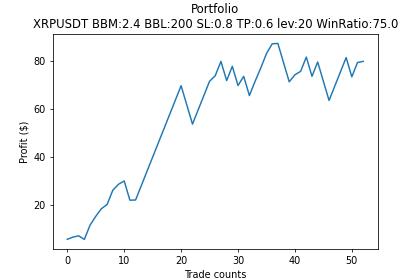 Portfolio
XRPUSDT BBM:2.4 BBL:200 SL:0.8 TP:0.6 lev:20 WinRatio:75.0
80
60
40
20
Profit ($)
0 10 20 30 40 50
Trade counts